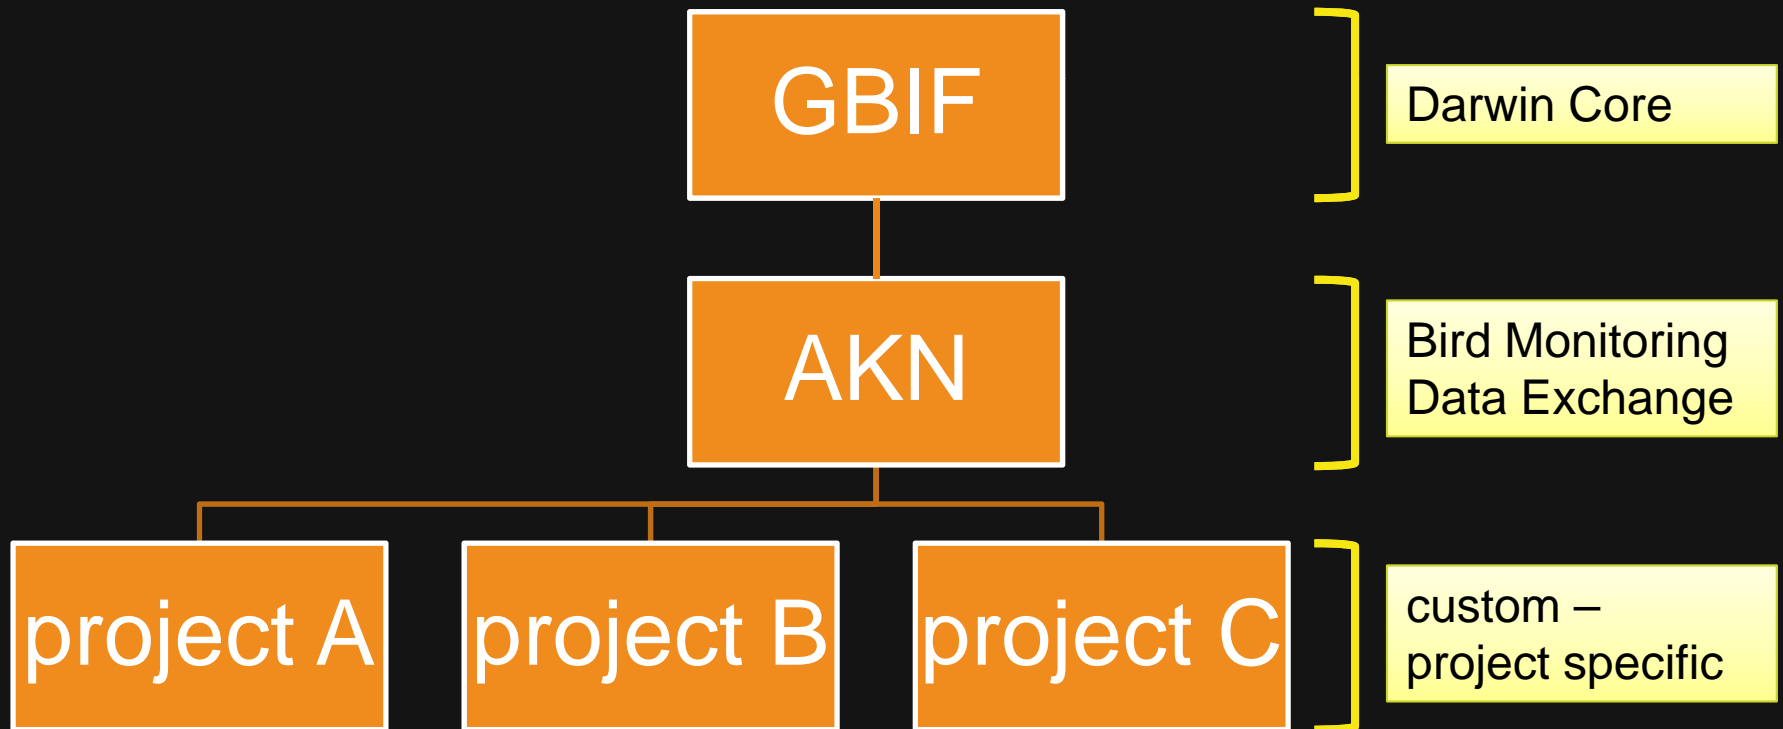 GBIF
Darwin Core
AKN
Bird Monitoring
Data Exchange
project A
project B
project C
custom –
project specific